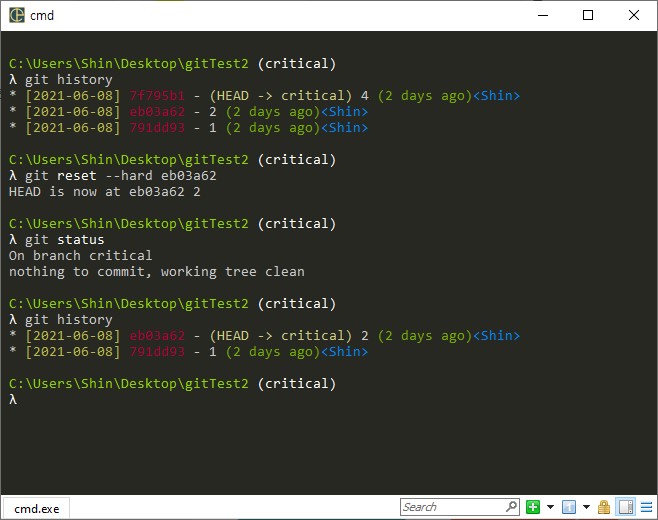 cmd
C:\Users\Shin\Desktop\gitTest2 (critical)
λ git history
* [2021-06-08] 7f795b1 - (HEAD -> critical) 4 (2 days ago)<Shin>
* [2021-06-08] eb03a62 - 2 (2 days ago)<Shin>
* [2021-06-08] 791dd93 - 1 (2 days ago)<Shin>
C:\Users\Shin\Desktop\gitTest2 (critical)
λ git reset --hard eb03a62
HEAD is now at eb03a62 2
C:\Users\Shin\Desktop\gitTest2 (critical)
λ git status
On branch critical
nothing to commit, working tree clean
C:\Users\Shin\Desktop\gitTest2 (critical)
λ git history
* [2021-06-08] eb03a62 - (HEAD -> critical) 2 (2 days ago)<Shin>
* [2021-06-08] 791dd93 - 1 (2 days ago)<Shin>
C:\Users\Shin\Desktop\gitTest2 (critical)
λ
cmd.exe
Search